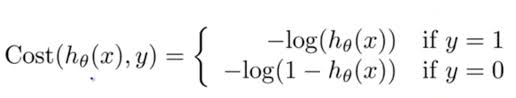 Cost(hθ(x), y) = { −log(hθ(x)) if y = 1
−log(1 − hθ(x)) if y = 0